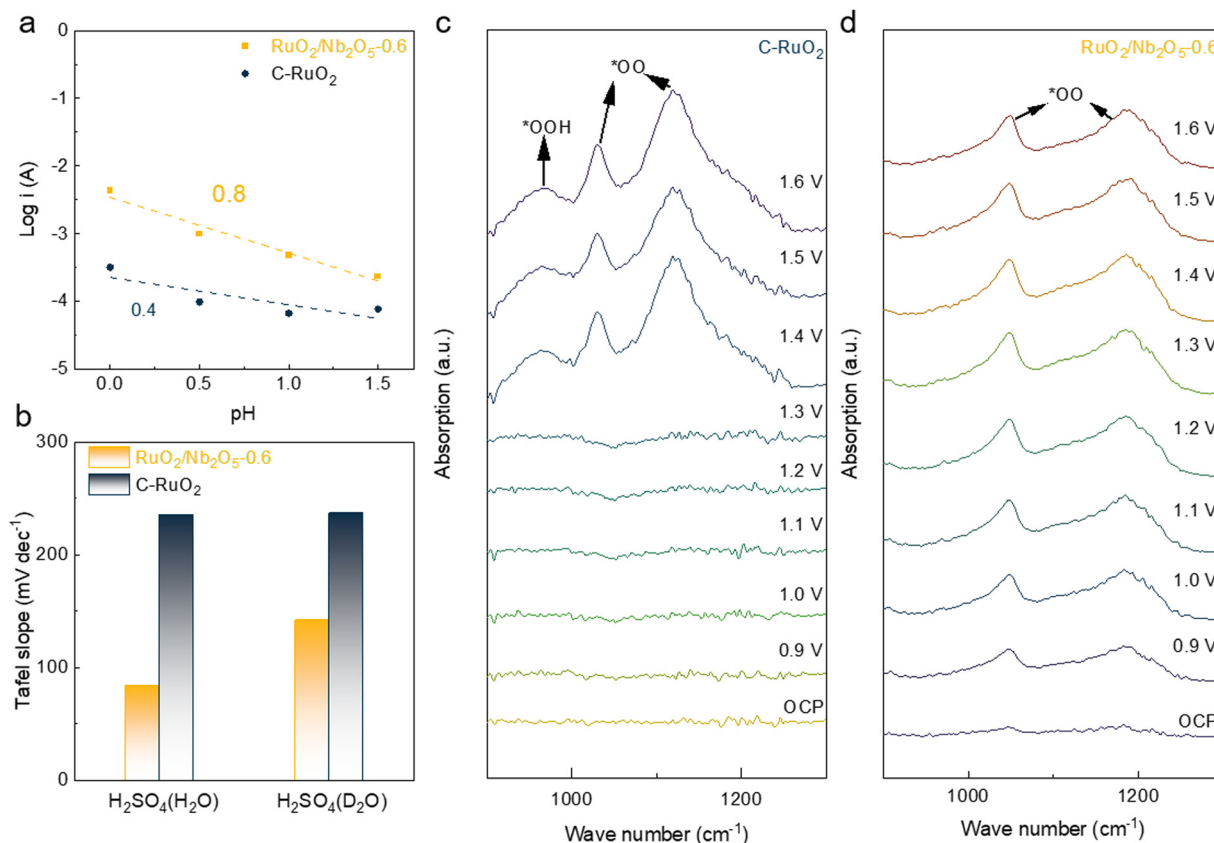 a
0
-1
-2
-3
-4
-5
Log i (A)
RuO₂/Nb₂O₅-0.6
C-RuO₂
0.8
0.4
0.0 0.5 1.0 1.5
pH
b
300
200
100
0
Tafel slope (mV dec⁻¹)
RuO₂/Nb₂O₅-0.6
C-RuO₂
H₂SO₄(H₂O) H₂SO₄(D₂O)
c
C-RuO₂
*OO
*OOH
1.6 V
1.5 V
1.4 V
1.3 V
1.2 V
1.1 V
1.0 V
0.9 V
OCP
Absorption (a.u.)
1000 1200
Wave number (cm⁻¹)
d
RuO₂/Nb₂O₅-0.6
*OO
1.6 V
1.5 V
1.4 V
1.3 V
1.2 V
1.1 V
1.0 V
0.9 V
OCP
Absorption (a.u.)
1000 1200
Wave number (cm⁻¹)